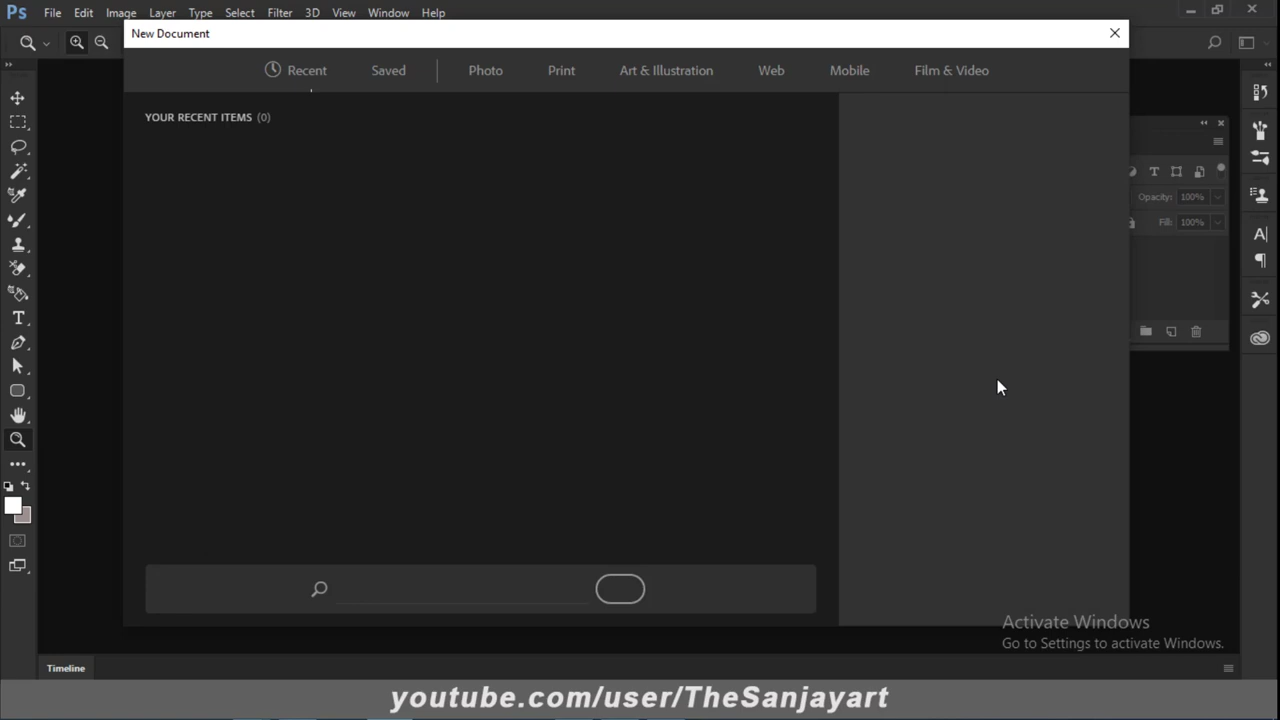 Ps File Edit Image Layer Type Select Filter 3D View Window Help
New Document
Recent Saved Photo Print Art & Illustration Web Mobile Film & Video
YOUR RECENT ITEMS (0)
Opacity: 100%
Fill: 100%
Activate Windows
Go to Settings to activate Windows.
Timeline
youtube.com/user/TheSanjayart